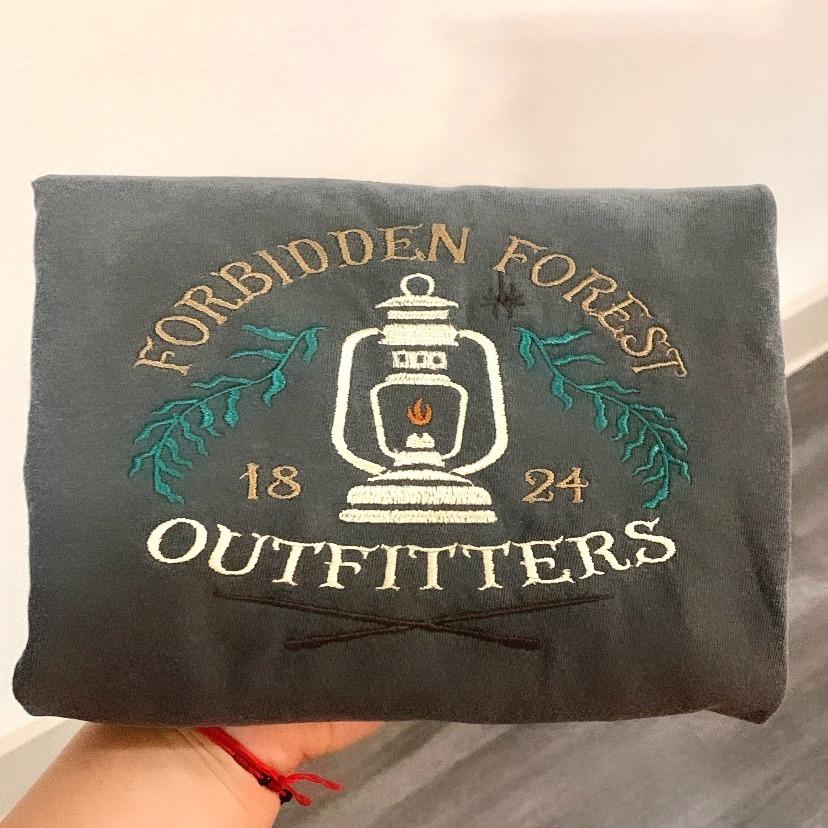 FORBIDDEN FOREST
18 24
OUTFITTERS